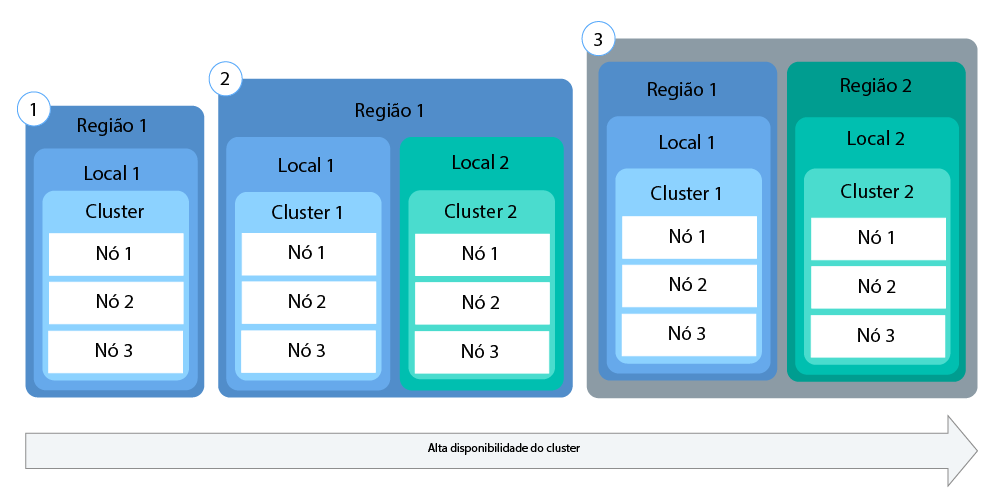 1
Região 1
Local 1
Cluster
Nó 1
Nó 2
Nó 3
2
Região 1
Local 1
Cluster 1
Nó 1
Nó 2
Nó 3
Local 2
Cluster 2
Nó 1
Nó 2
Nó 3
3
Região 1
Local 1
Cluster 1
Nó 1
Nó 2
Nó 3
Região 2
Local 2
Cluster 2
Nó 1
Nó 2
Nó 3
Alta disponibilidade do cluster